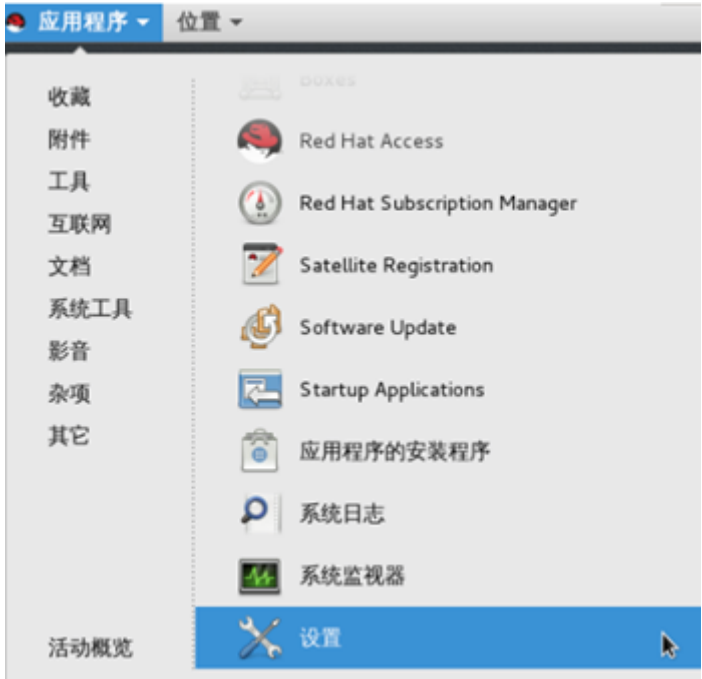 应用程序 位置
收藏
附件
工具
互联网
文档
系统工具
影音
杂项
其它
活动概览
Boxes
Red Hat Access
Red Hat Subscription Manager
Satellite Registration
Software Update
Startup Applications
应用程序的安装程序
系统日志
系统监视器
设置